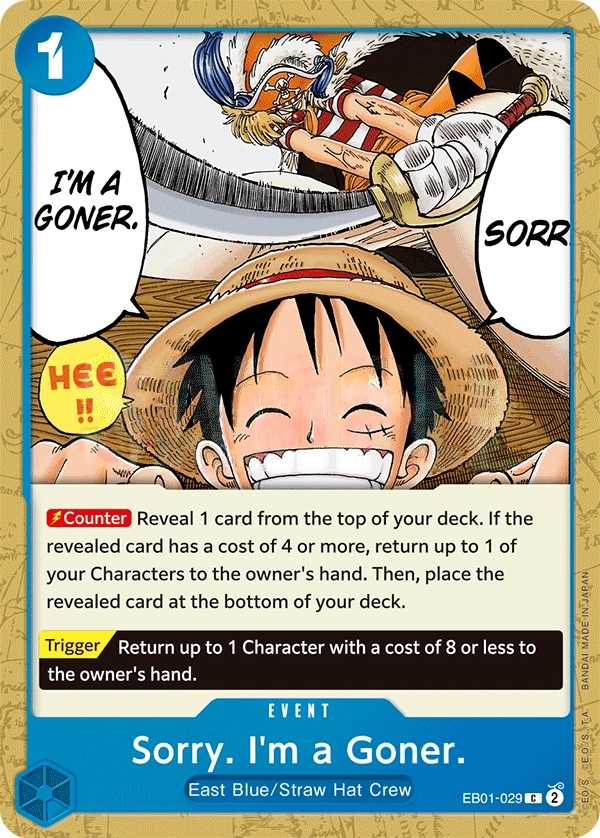 1
I'M A
GONER.
SORR
HEE
!!
Counter Reveal 1 card from the top of your deck. If the
revealed card has a cost of 4 or more, return up to 1 of
your Characters to the owner's hand. Then, place the
revealed card at the bottom of your deck.
Trigger Return up to 1 Character with a cost of 8 or less to
the owner's hand.
EVENT
Sorry. I'm a Goner.
East Blue/Straw Hat Crew
EB01-029 C 2
©E.O.S. ©E.O.S.,T.A. BANDAI MADE IN JAPAN